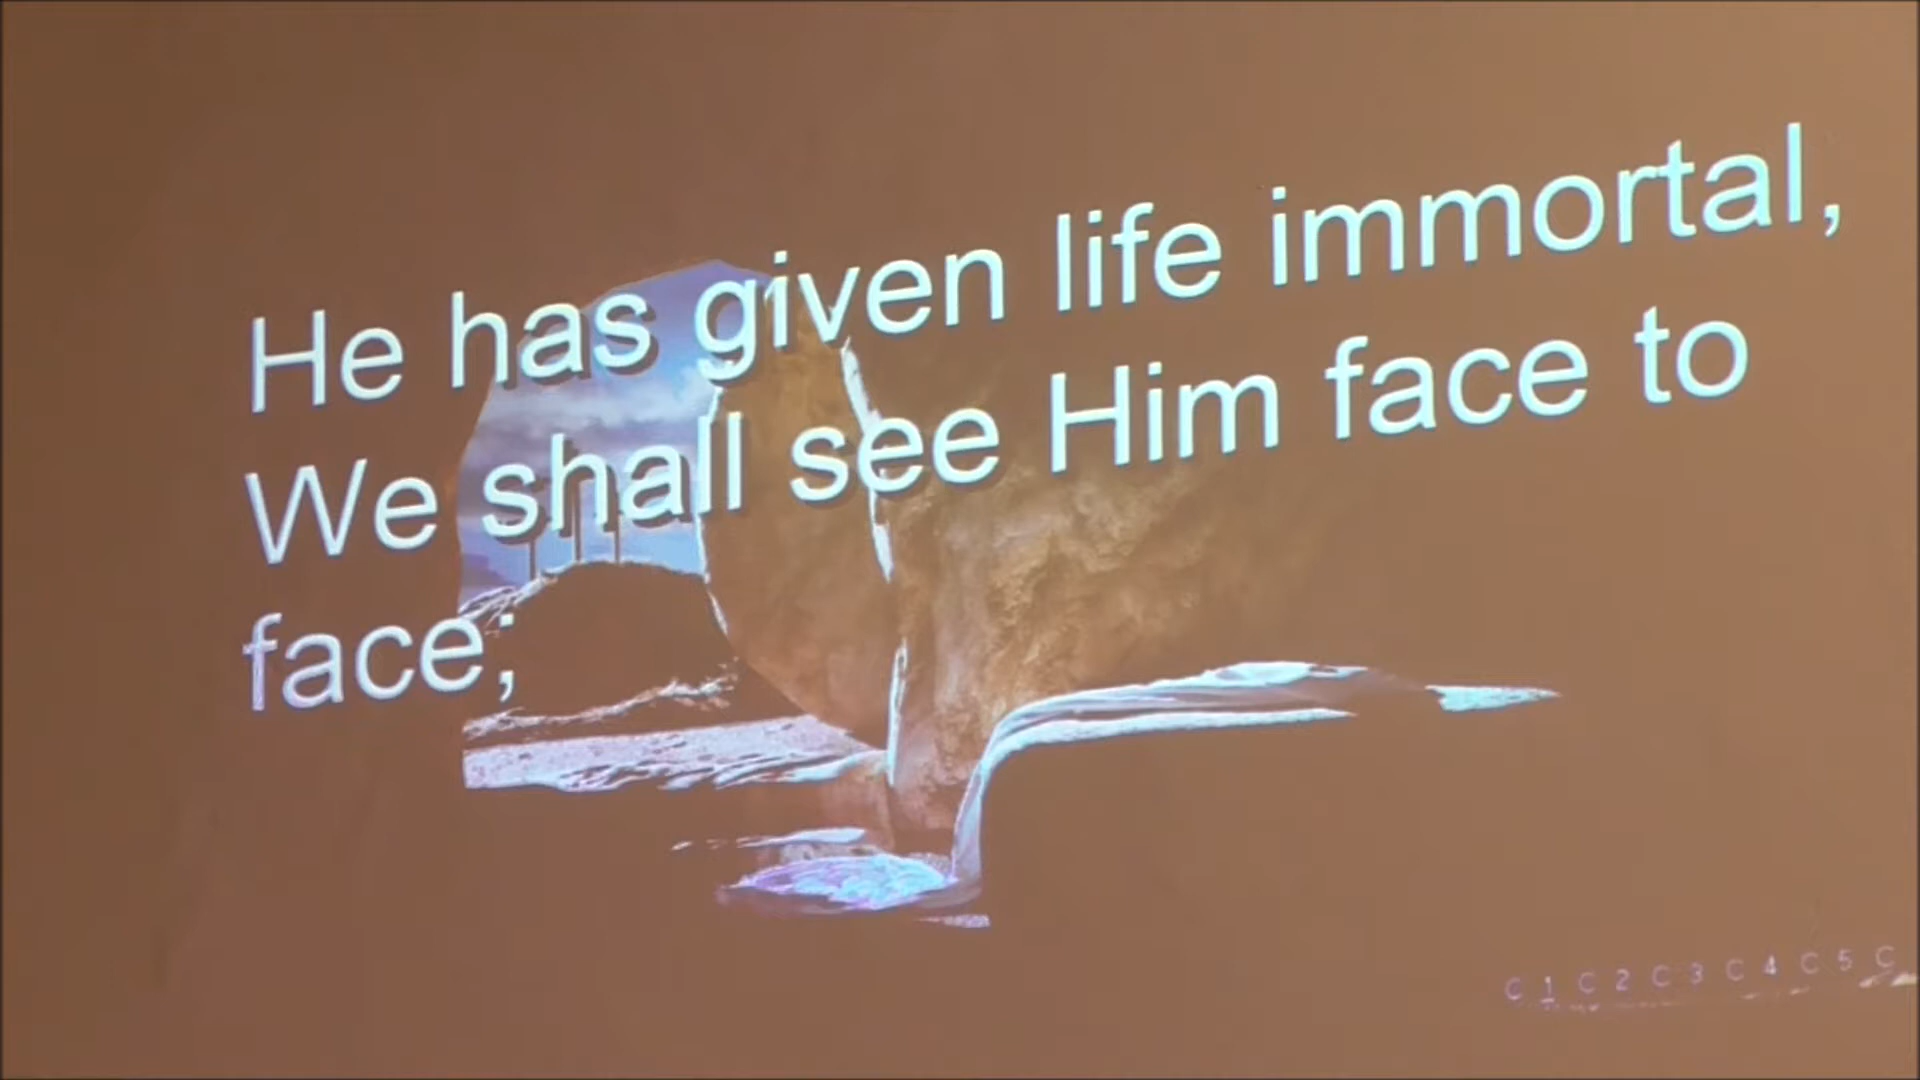 He has given life immortal,
We shall see Him face to
face;
C 1 C 2 C 3 C 4 C 5 C